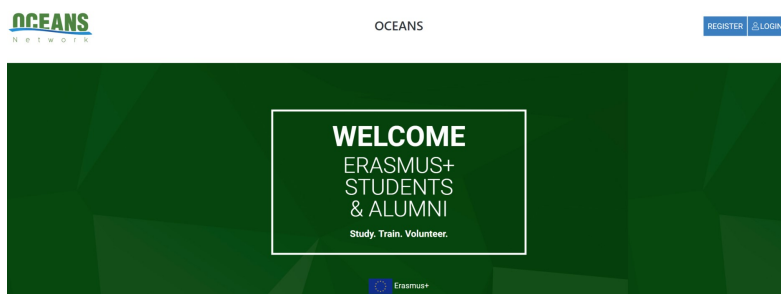 OCEANS
Network
OCEANS
REGISTER
LOGIN
WELCOME
ERASMUS+
STUDENTS
& ALUMNI
Study. Train. Volunteer.
Erasmus+